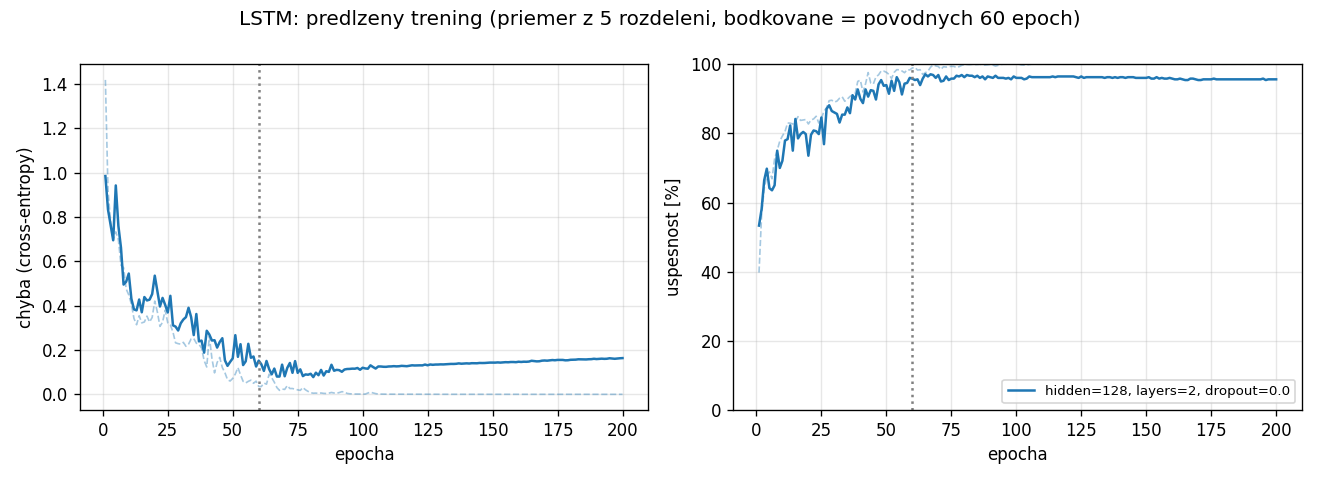 LSTM: predlzeny trening (priemer z 5 rozdeleni, bodkovane = povodnych 60 epoch)
chyba (cross-entropy)
1.4
1.2
1.0
0.8
0.6
0.4
0.2
0.0
0 25 50 75 100 125 150 175 200
epocha
uspesnost [%]
100
80
60
40
20
0
hidden=128, layers=2, dropout=0.0
0 25 50 75 100 125 150 175 200
epocha